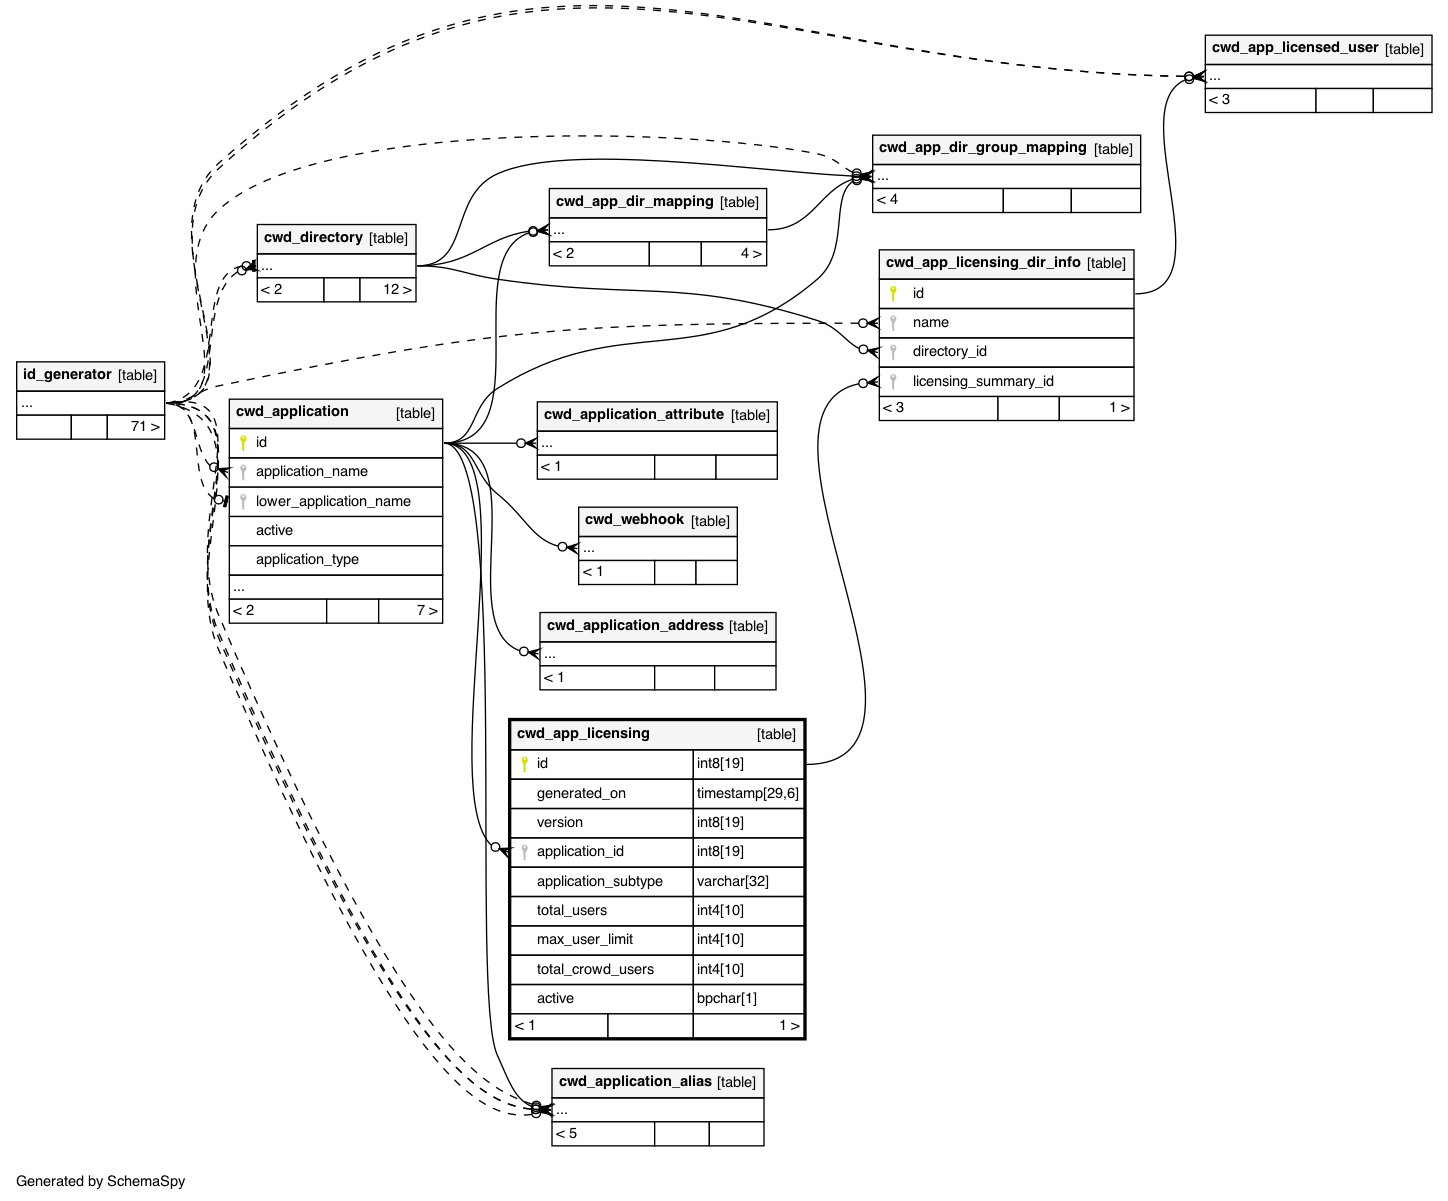 cwd_app_licensed_user [table]
...
< 3
cwd_app_dir_group_mapping [table]
...
< 4
cwd_app_dir_mapping [table]
...
< 2 4 >
cwd_directory [table]
...
< 2 12 >
cwd_app_licensing_dir_info [table]
id
name
directory_id
licensing_summary_id
< 3 1 >
id_generator [table]
...
71 >
cwd_application [table]
id
application_name
lower_application_name
active
application_type
...
< 2 7 >
cwd_application_attribute [table]
...
< 1
cwd_webhook [table]
...
< 1
cwd_application_address [table]
...
< 1
cwd_app_licensing [table]
id int8[19]
generated_on timestamp[29,6]
version int8[19]
application_id int8[19]
application_subtype varchar[32]
total_users int4[10]
max_user_limit int4[10]
total_crowd_users int4[10]
active bpchar[1]
< 1 1 >
cwd_application_alias [table]
...
< 5
Generated by SchemaSpy